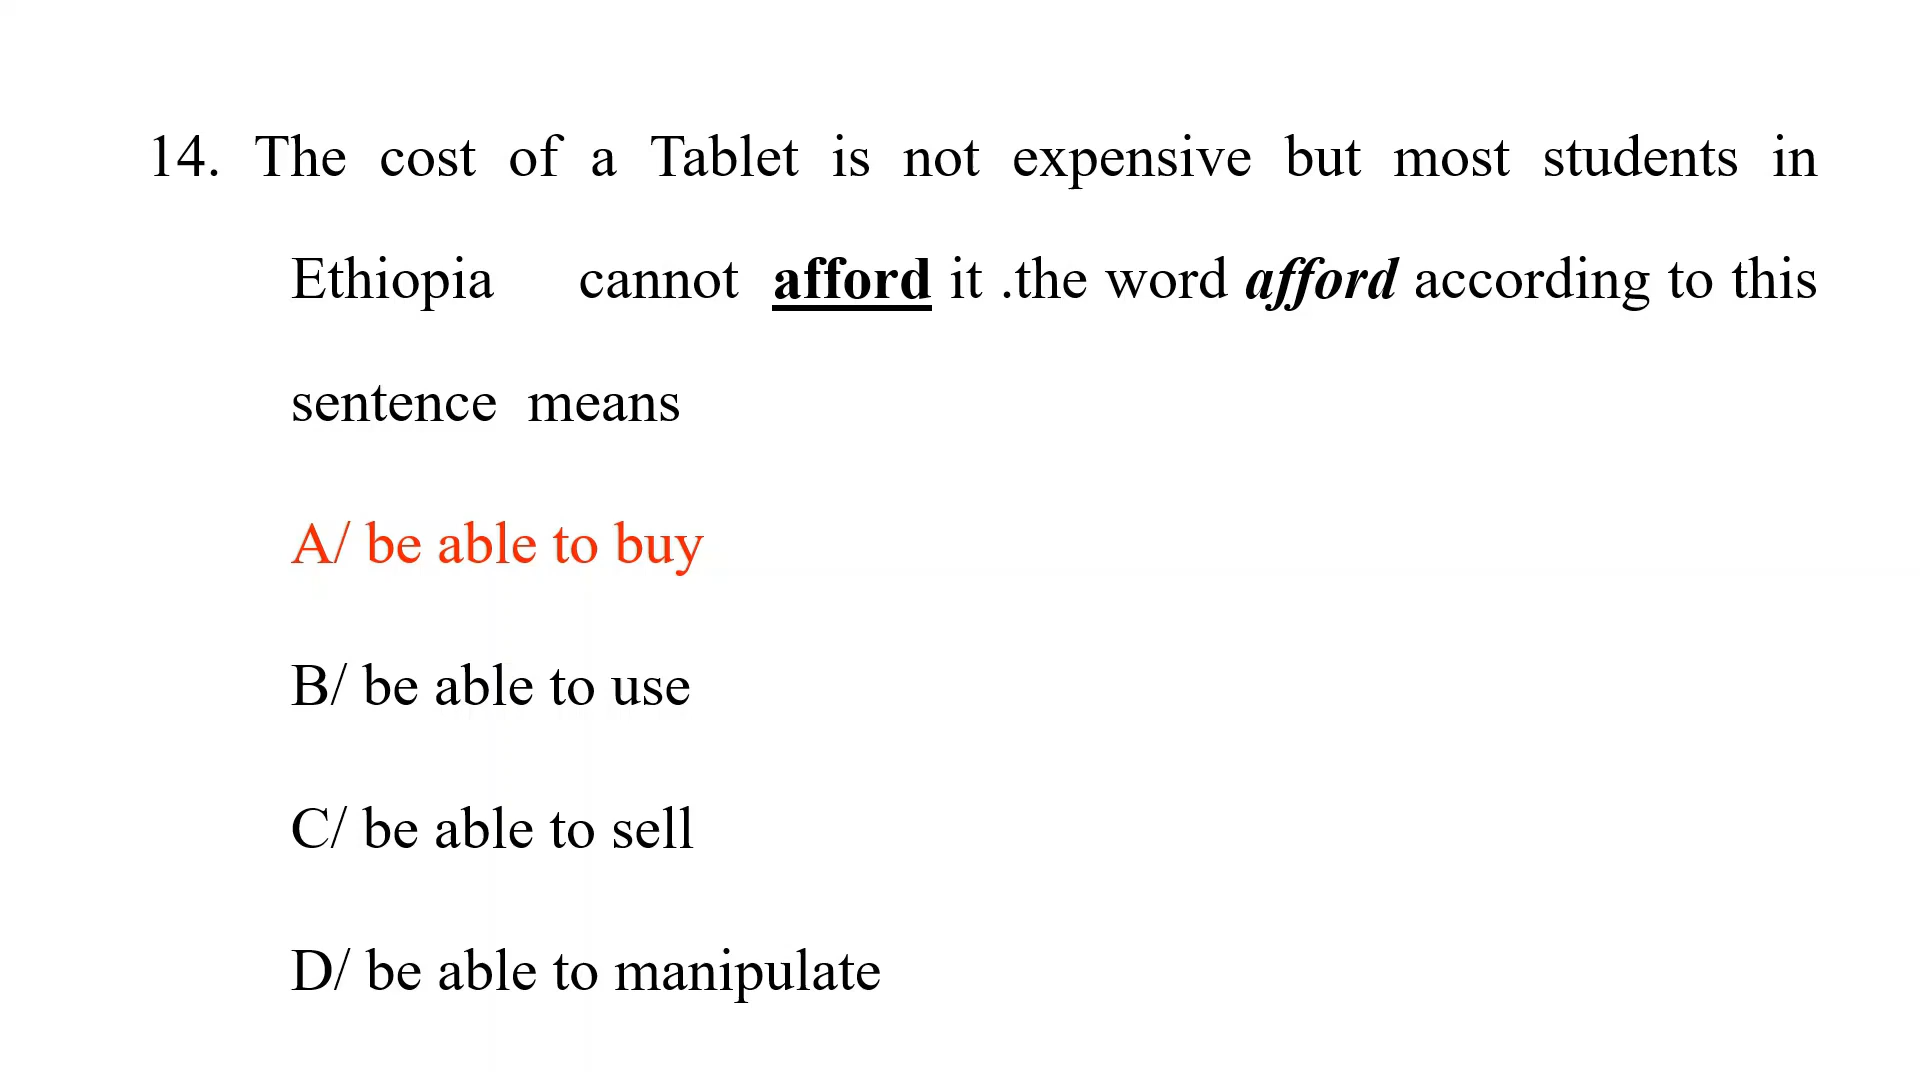 14. The cost of a Tablet is not expensive but most students in
Ethiopia cannot afford it .the word afford according to this
sentence means
A/ be able to buy
B/ be able to use
C/ be able to sell
D/ be able to manipulate